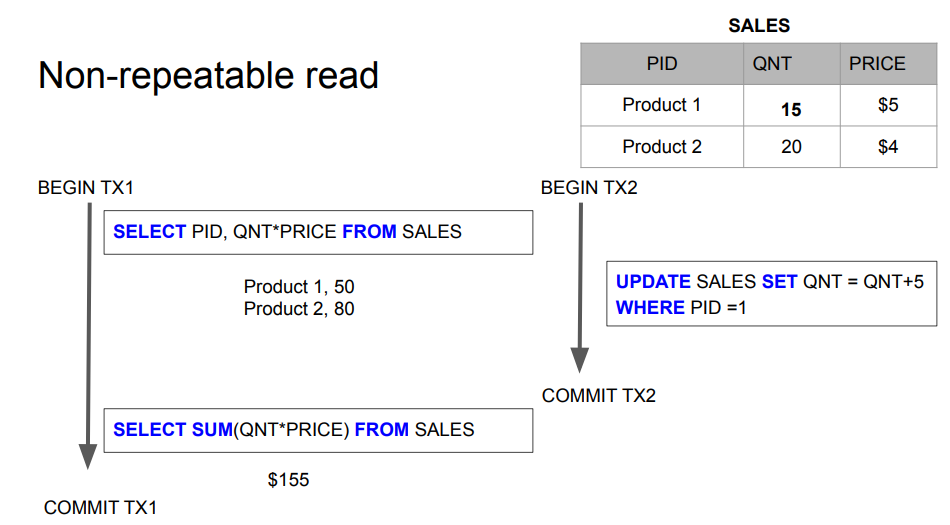 SALES
Non-repeatable read
PID QNT PRICE
Product 1 15 $5
Product 2 20 $4
BEGIN TX1
BEGIN TX2
SELECT PID, QNT*PRICE FROM SALES
Product 1, 50
Product 2, 80
UPDATE SALES SET QNT = QNT+5
WHERE PID =1
COMMIT TX2
SELECT SUM(QNT*PRICE) FROM SALES
$155
COMMIT TX1